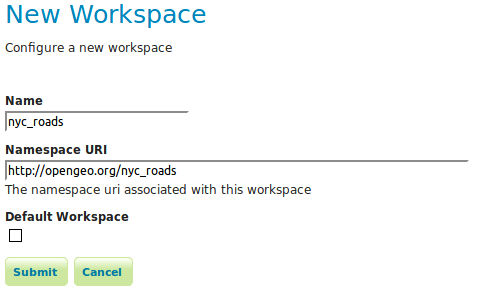 New Workspace
Configure a new workspace
Name
nyc_roads
Namespace URI
http://opengeo.org/nyc_roads
The namespace uri associated with this workspace
Default Workspace
Submit Cancel